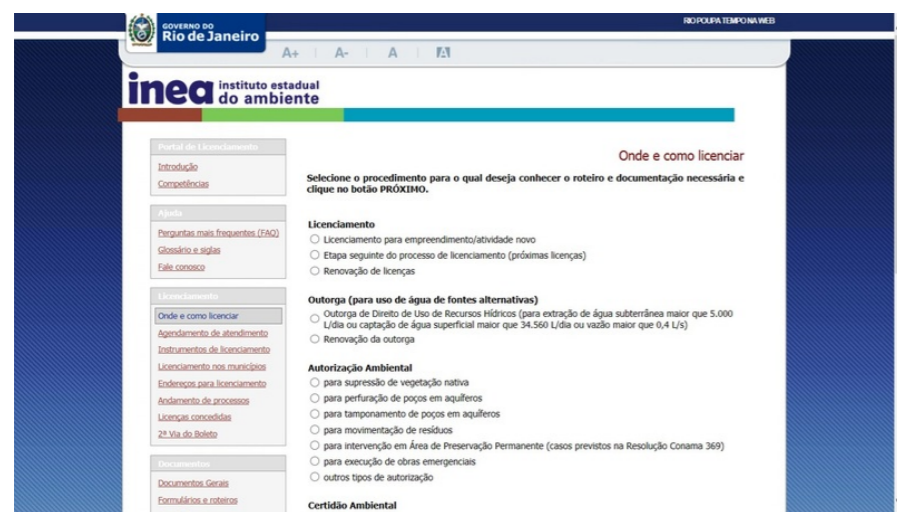 GOVERNO DO
Rio de Janeiro
RIO POUPA TEMPO NA WEB
A+ | A- | A | A
inea instituto estadual
do ambiente
Portal do Licenciamento
Introdução
Competências
Ajuda
Perguntas mais frequentes (FAQ)
Glossário e siglas
Fale conosco
Licenciamento
Onde e como licenciar
Agendamento de atendimento
Instrumentos de licenciamento
Licenciamento nos municípios
Endereços para licenciamento
Andamento de processos
Licenças concedidas
2ª Via do Boleto
Documentos
Documentos Gerais
Formulários e roteiros
Onde e como licenciar
Selecione o procedimento para o qual deseja conhecer o roteiro e documentação necessária e
clique no botão PRÓXIMO.
Licenciamento
Licenciamento para empreendimento/atividade novo
Etapa seguinte do processo de licenciamento (próximas licenças)
Renovação de licenças
Outorga (para uso de água de fontes alternativas)
Outorga de Direito de Uso de Recursos Hídricos (para extração de água subterrânea maior que 5.000
L/dia ou captação de água superficial maior que 34.560 L/dia ou vazão maior que 0,4 L/s)
Renovação da outorga
Autorização Ambiental
para supressão de vegetação nativa
para perfuração de poços em aquíferos
para tamponamento de poços em aquíferos
para movimentação de resíduos
para intervenção em Área de Preservação Permanente (casos previstos na Resolução Conama 369)
para execução de obras emergenciais
outros tipos de autorização
Certidão Ambiental